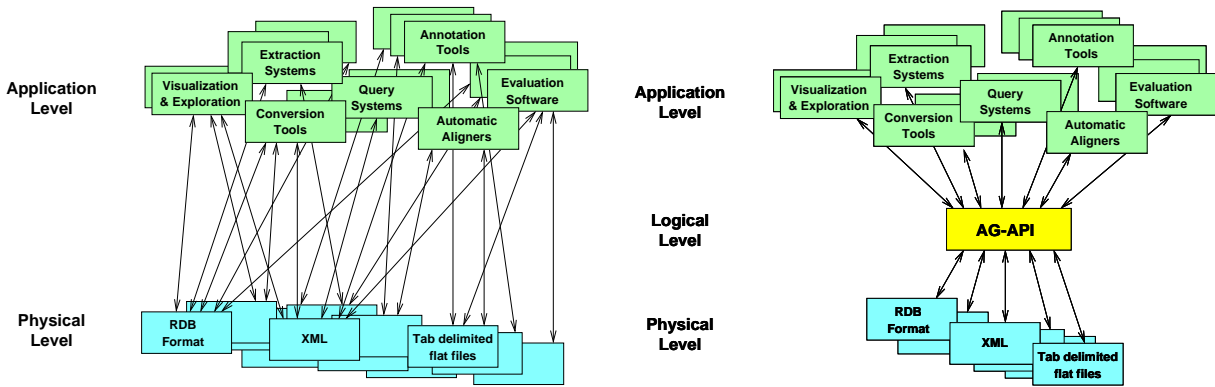 Application
Level
Physical
Level
Annotation
Tools
Extraction
Systems
Visualization
& Exploration
Query
Systems
Evaluation
Software
Conversion
Tools
Automatic
Aligners
RDB
Format
XML
Tab delimited
flat files
Application
Level
Logical
Level
Physical
Level
Annotation
Tools
Extraction
Systems
Visualization
& Exploration
Query
Systems
Evaluation
Software
Conversion
Tools
Automatic
Aligners
AG-API
RDB
Format
XML
Tab delimited
flat files